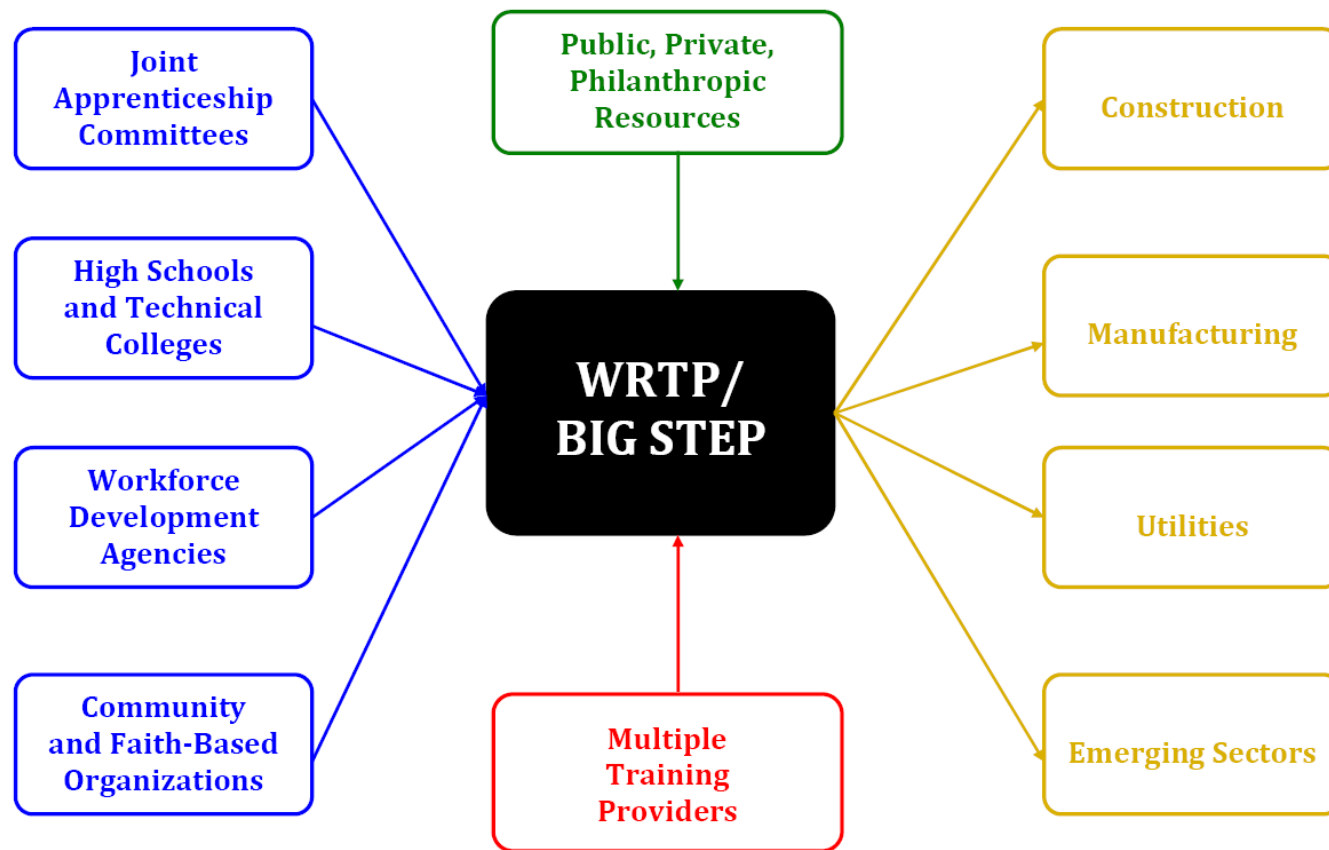 Joint
Apprenticeship
Committees
High Schools
and Technical
Colleges
Workforce
Development
Agencies
Community
and Faith-Based
Organizations
Public, Private,
Philanthropic
Resources
WRTP/
BIG STEP
Multiple
Training
Providers
Construction
Manufacturing
Utilities
Emerging Sectors